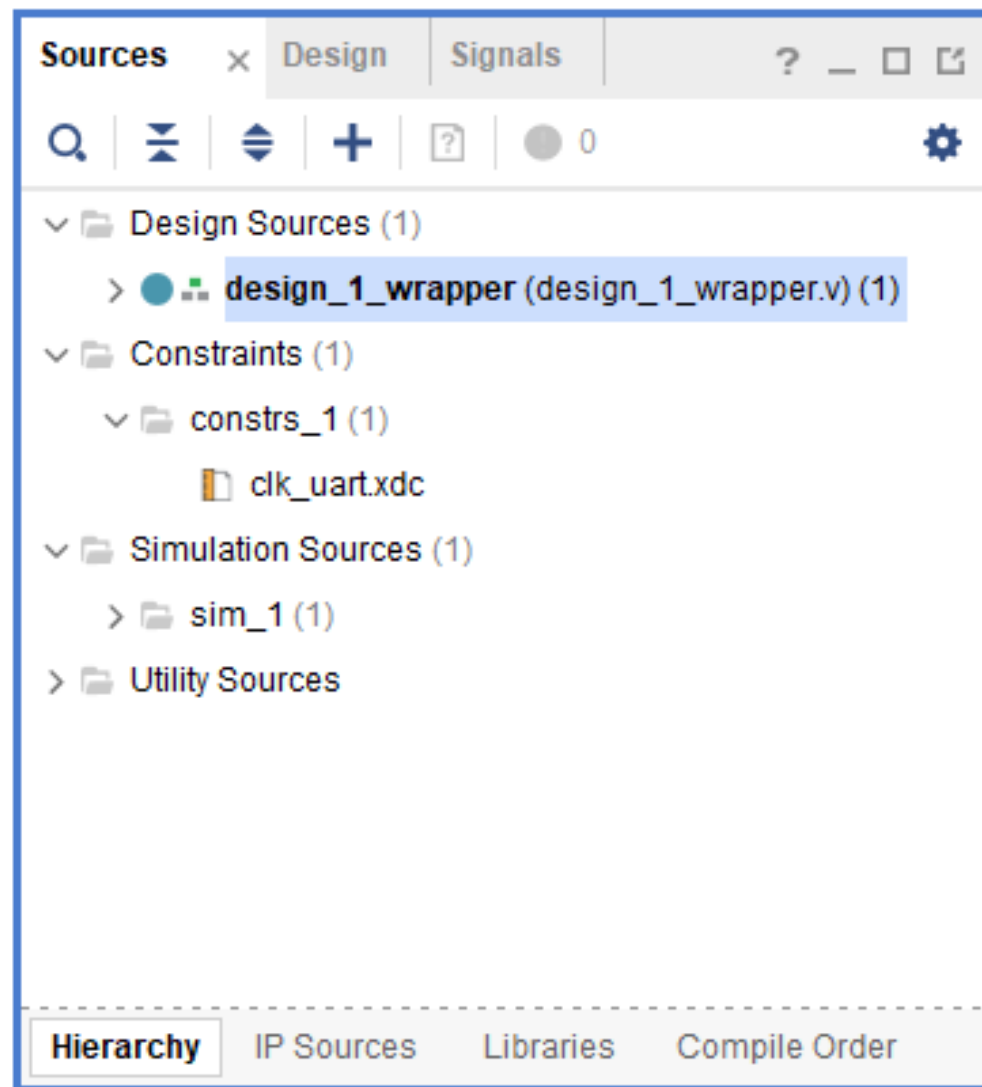 Sources Design Signals ?
? 0
Design Sources (1)
design_1_wrapper (design_1_wrapper.v) (1)
Constraints (1)
constrs_1 (1)
clk_uart.xdc
Simulation Sources (1)
sim_1 (1)
Utility Sources
Hierarchy IP Sources Libraries Compile Order